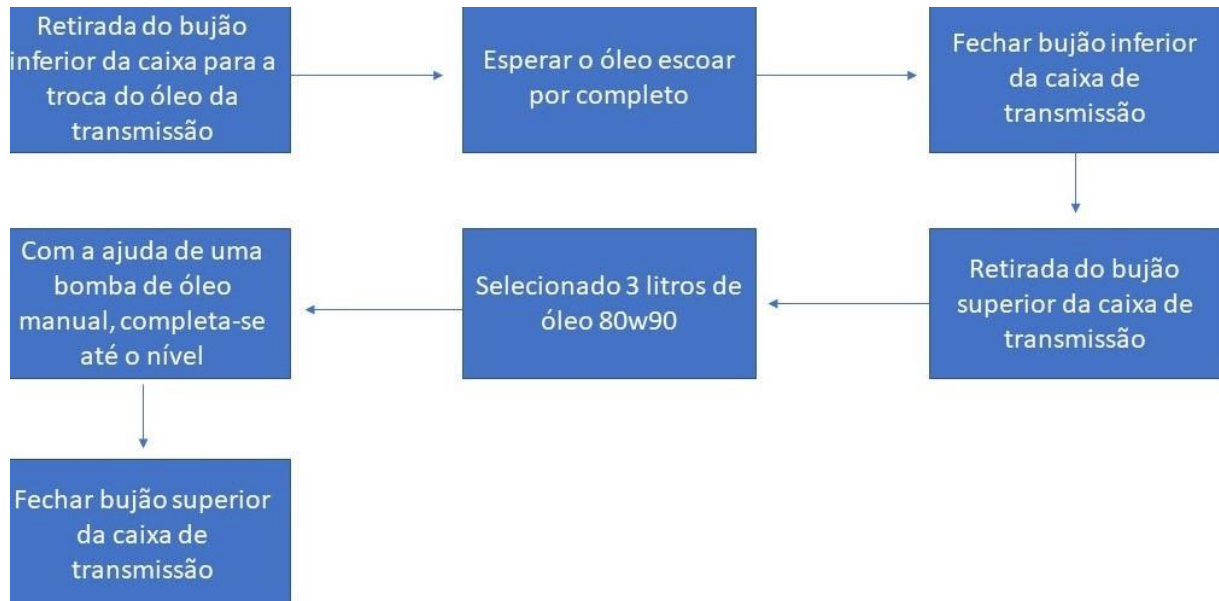 Retirada do bujão
inferior da caixa para a
troca do óleo da
transmissão
Esperar o óleo escoar
por completo
Fechar bujão inferior
da caixa de
transmissão
Retirada do bujão
superior da caixa de
transmissão
Selecionado 3 litros de
óleo 80w90
Com a ajuda de uma
bomba de óleo
manual, completa-se
até o nível
Fechar bujão superior
da caixa de
transmissão